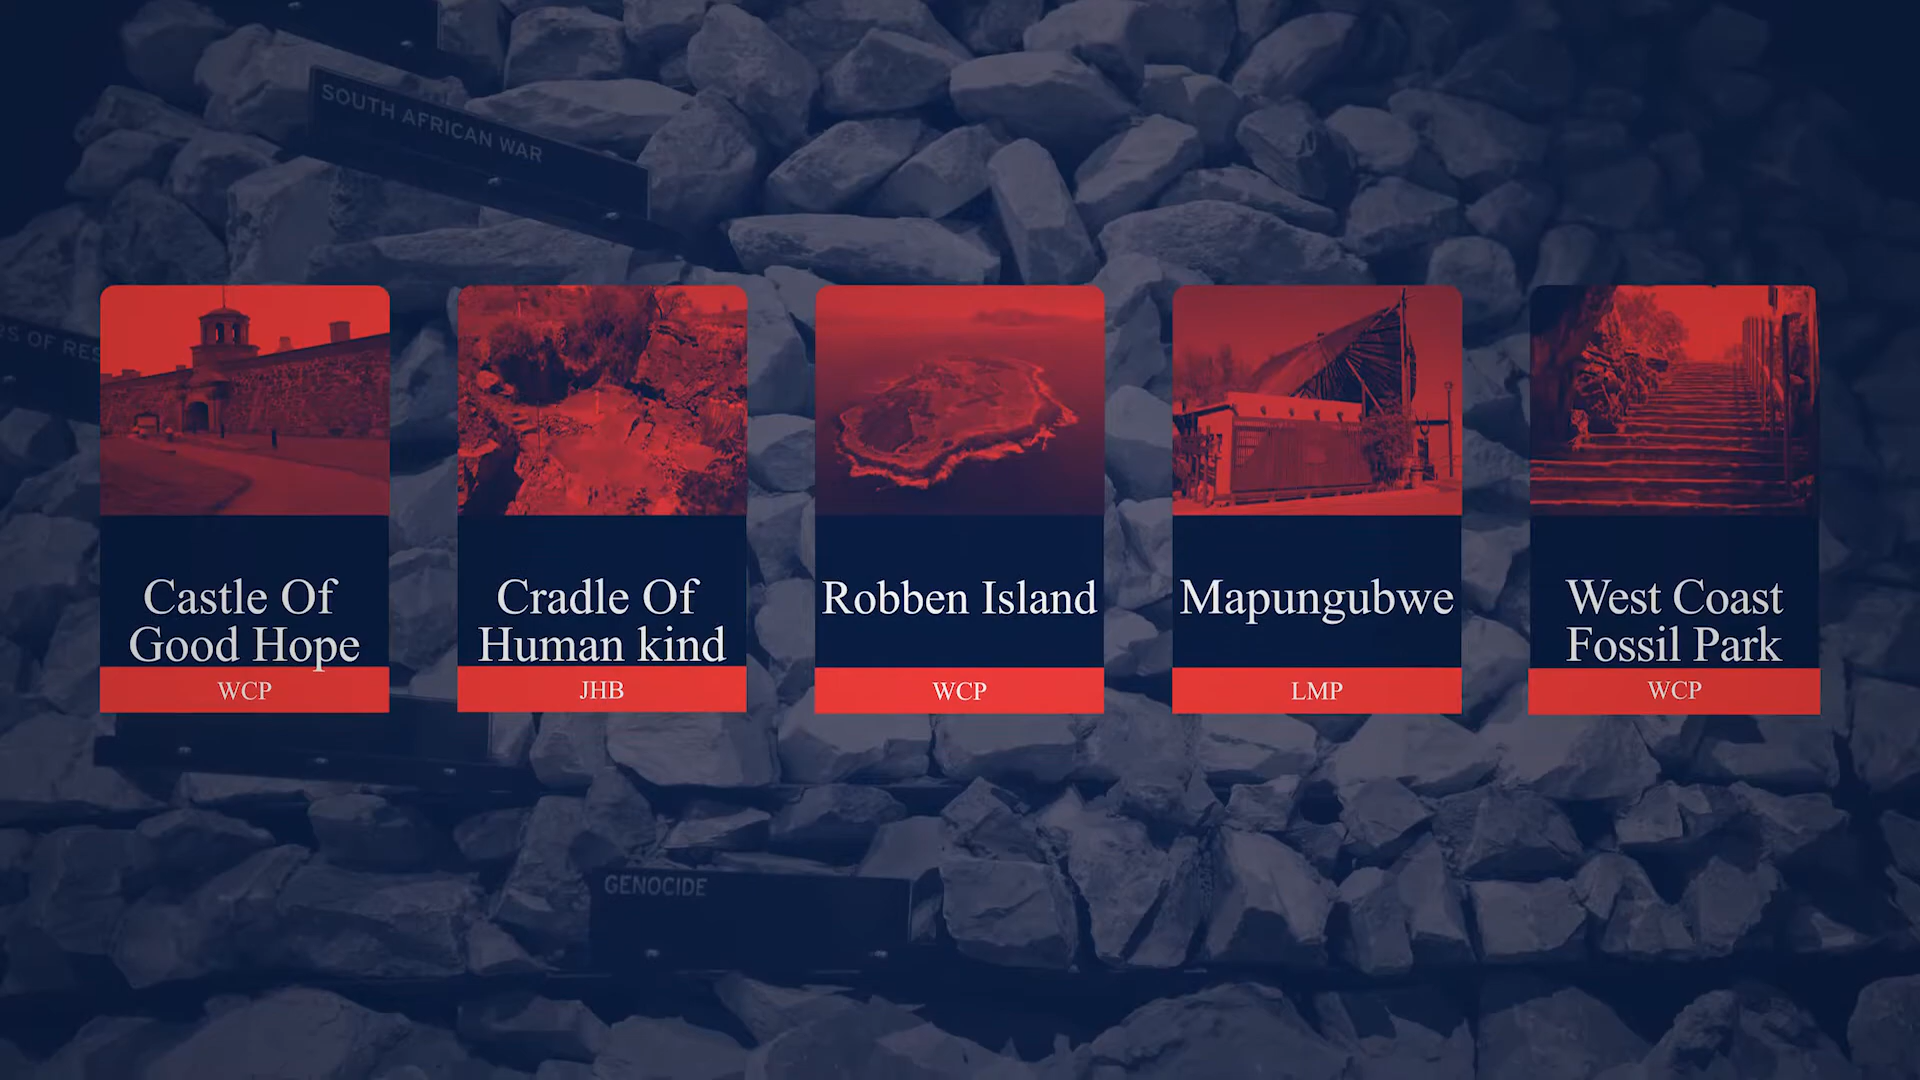 SOUTH AFRICAN WAR
Castle Of
Good Hope
WCP
Cradle Of
Human kind
JHB
Robben Island
WCP
Mapungubwe
LMP
West Coast
Fossil Park
WCP
GENOCIDE